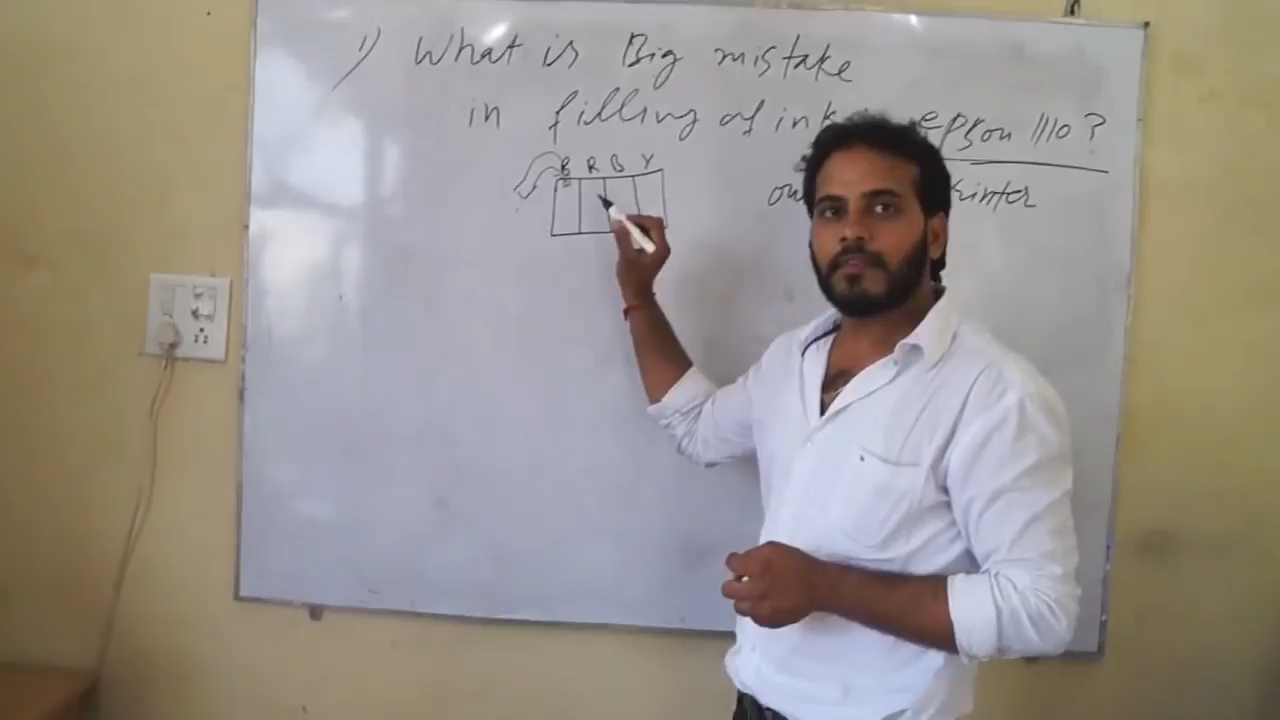 1) What is Big mistake
in filling of ink epson 1110?
B R B Y